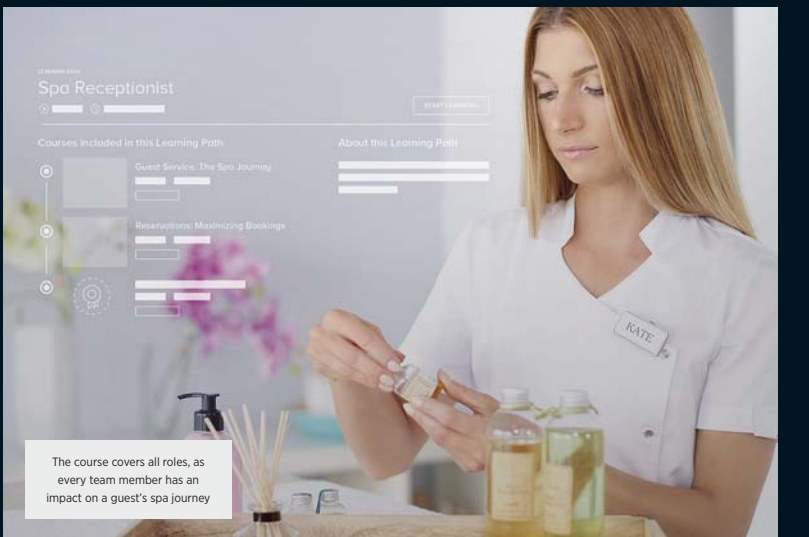 LEARNING PATH
Spa Receptionist
START LEARNING
Courses Included in this Learning Path
About this Learning Path
Guest Service: The Spa Journey
Reservations: Maximizing Bookings
KATE
The course covers all roles, as
every team member has an
impact on a guest's spa journey